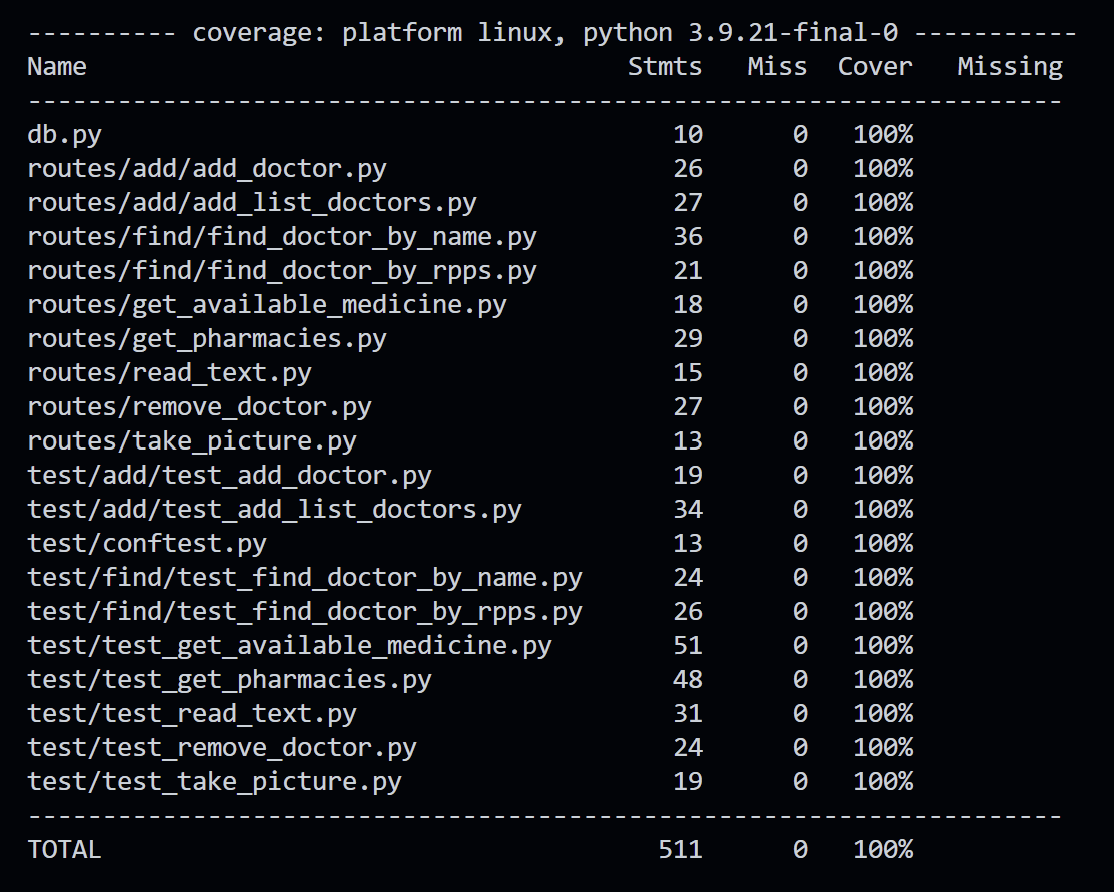 ---------- coverage: platform linux, python 3.9.21-final-0 -----------
Name                                    Stmts   Miss  Cover   Missing
---------------------------------------------------------------------
db.py                                      10      0   100%
routes/add/add_doctor.py                   26      0   100%
routes/add/add_list_doctors.py             27      0   100%
routes/find/find_doctor_by_name.py         36      0   100%
routes/find/find_doctor_by_rpps.py         21      0   100%
routes/get_available_medicine.py           18      0   100%
routes/get_pharmacies.py                   29      0   100%
routes/read_text.py                        15      0   100%
routes/remove_doctor.py                    27      0   100%
routes/take_picture.py                     13      0   100%
test/add/test_add_doctor.py                19      0   100%
test/add/test_add_list_doctors.py          34      0   100%
test/conftest.py                           13      0   100%
test/find/test_find_doctor_by_name.py      24      0   100%
test/find/test_find_doctor_by_rpps.py      26      0   100%
test/test_get_available_medicine.py        51      0   100%
test/test_get_pharmacies.py                48      0   100%
test/test_read_text.py                     31      0   100%
test/test_remove_doctor.py                 24      0   100%
test/test_take_picture.py                  19      0   100%
---------------------------------------------------------------------
TOTAL                                     511      0   100%